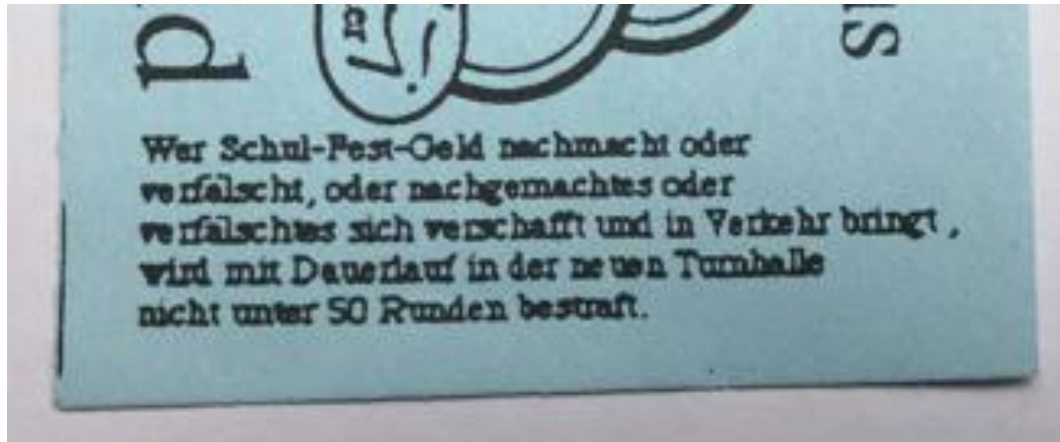 Wer Schul-Fest-Geld nachmacht oder
verfälscht, oder nachgemachtes oder
verfälschtes sich verschafft und in Verkehr bringt,
wird mit Dauerlauf in der neuen Turnhalle
nicht unter 50 Runden bestraft.